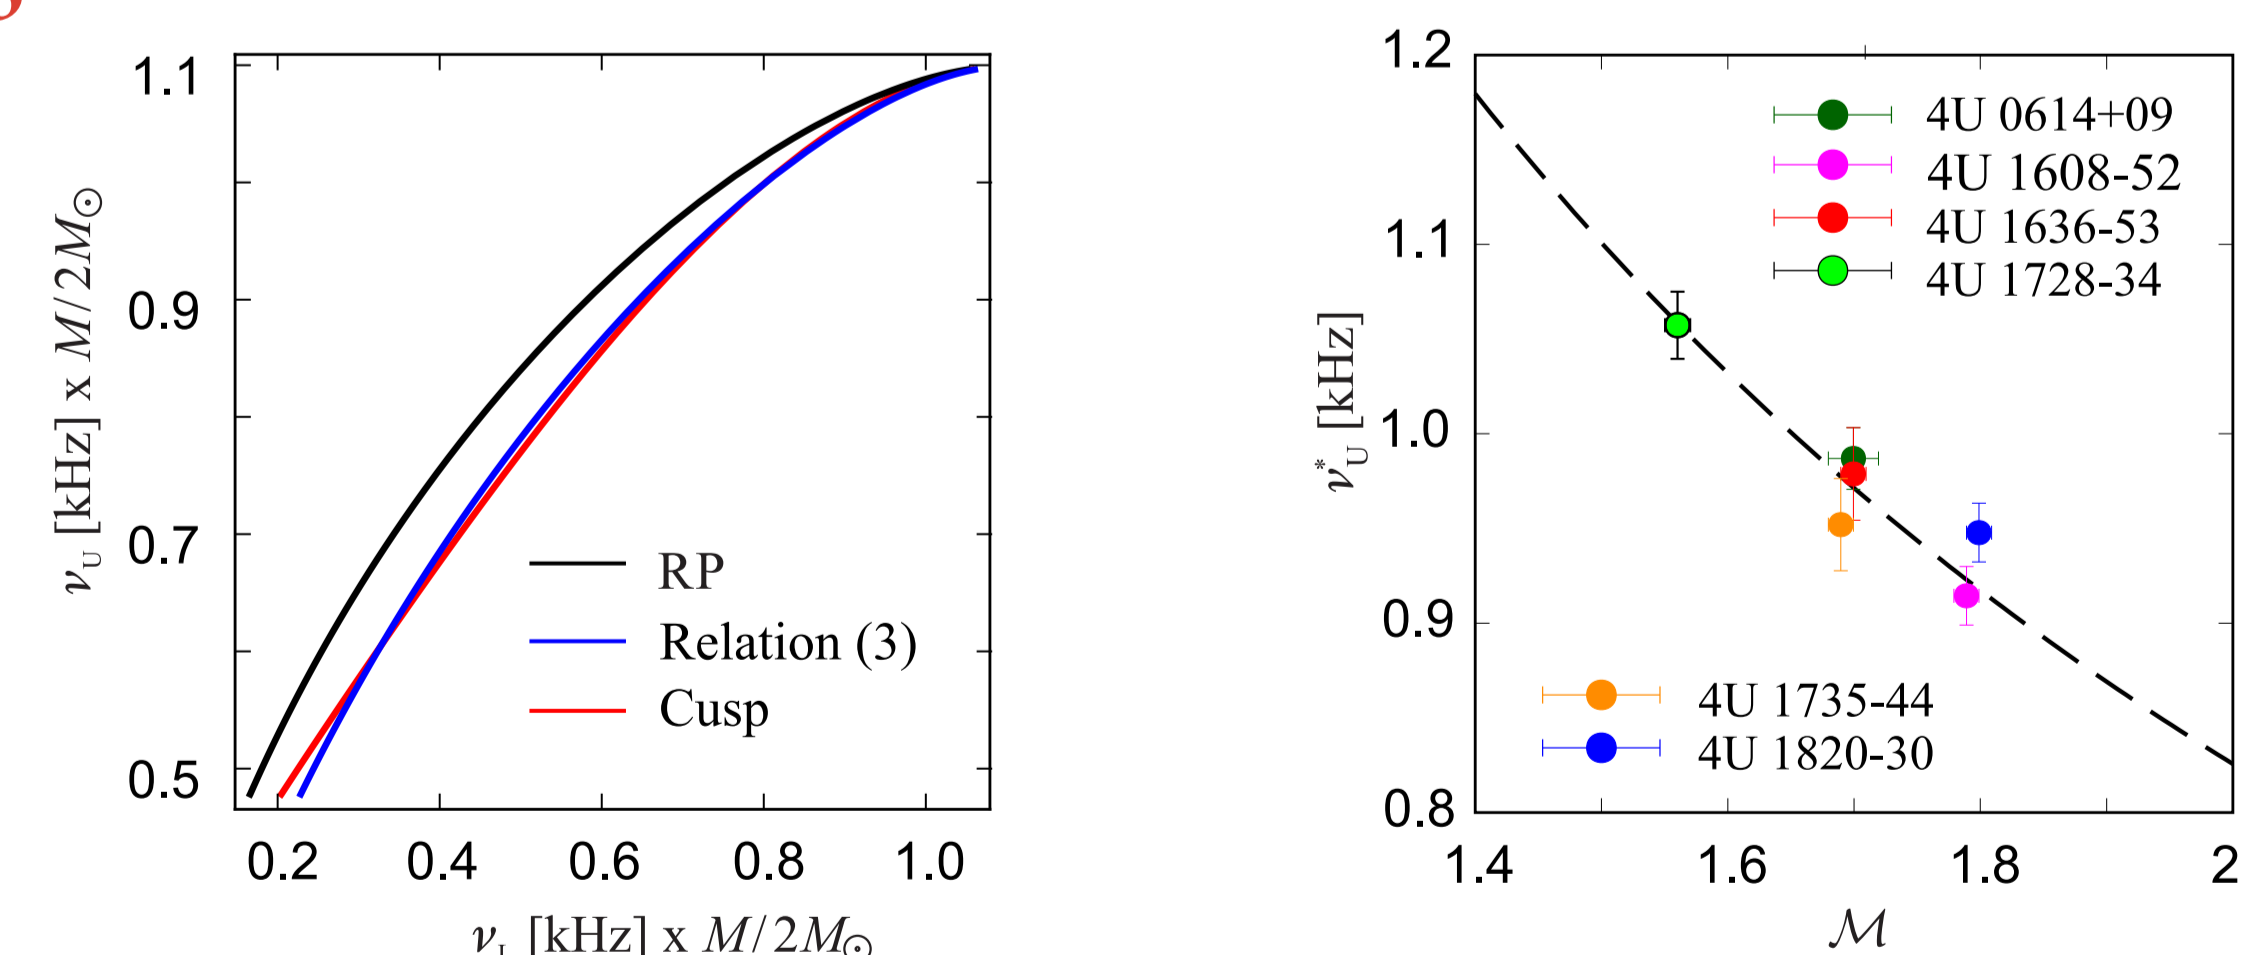 1.1
0.9
0.7
0.5
ν_U [kHz] x M/2M☉
RP
Relation (3)
Cusp
0.2 0.4 0.6 0.8 1.0
[kHz] x M/2M☉
1.2
1.1
1.0
0.9
0.8
ν*_U [kHz]
4U 0614+09
4U 1608-52
4U 1636-53
4U 1728-34
4U 1735-44
4U 1820-30
1.4 1.6 1.8 2
ℳ